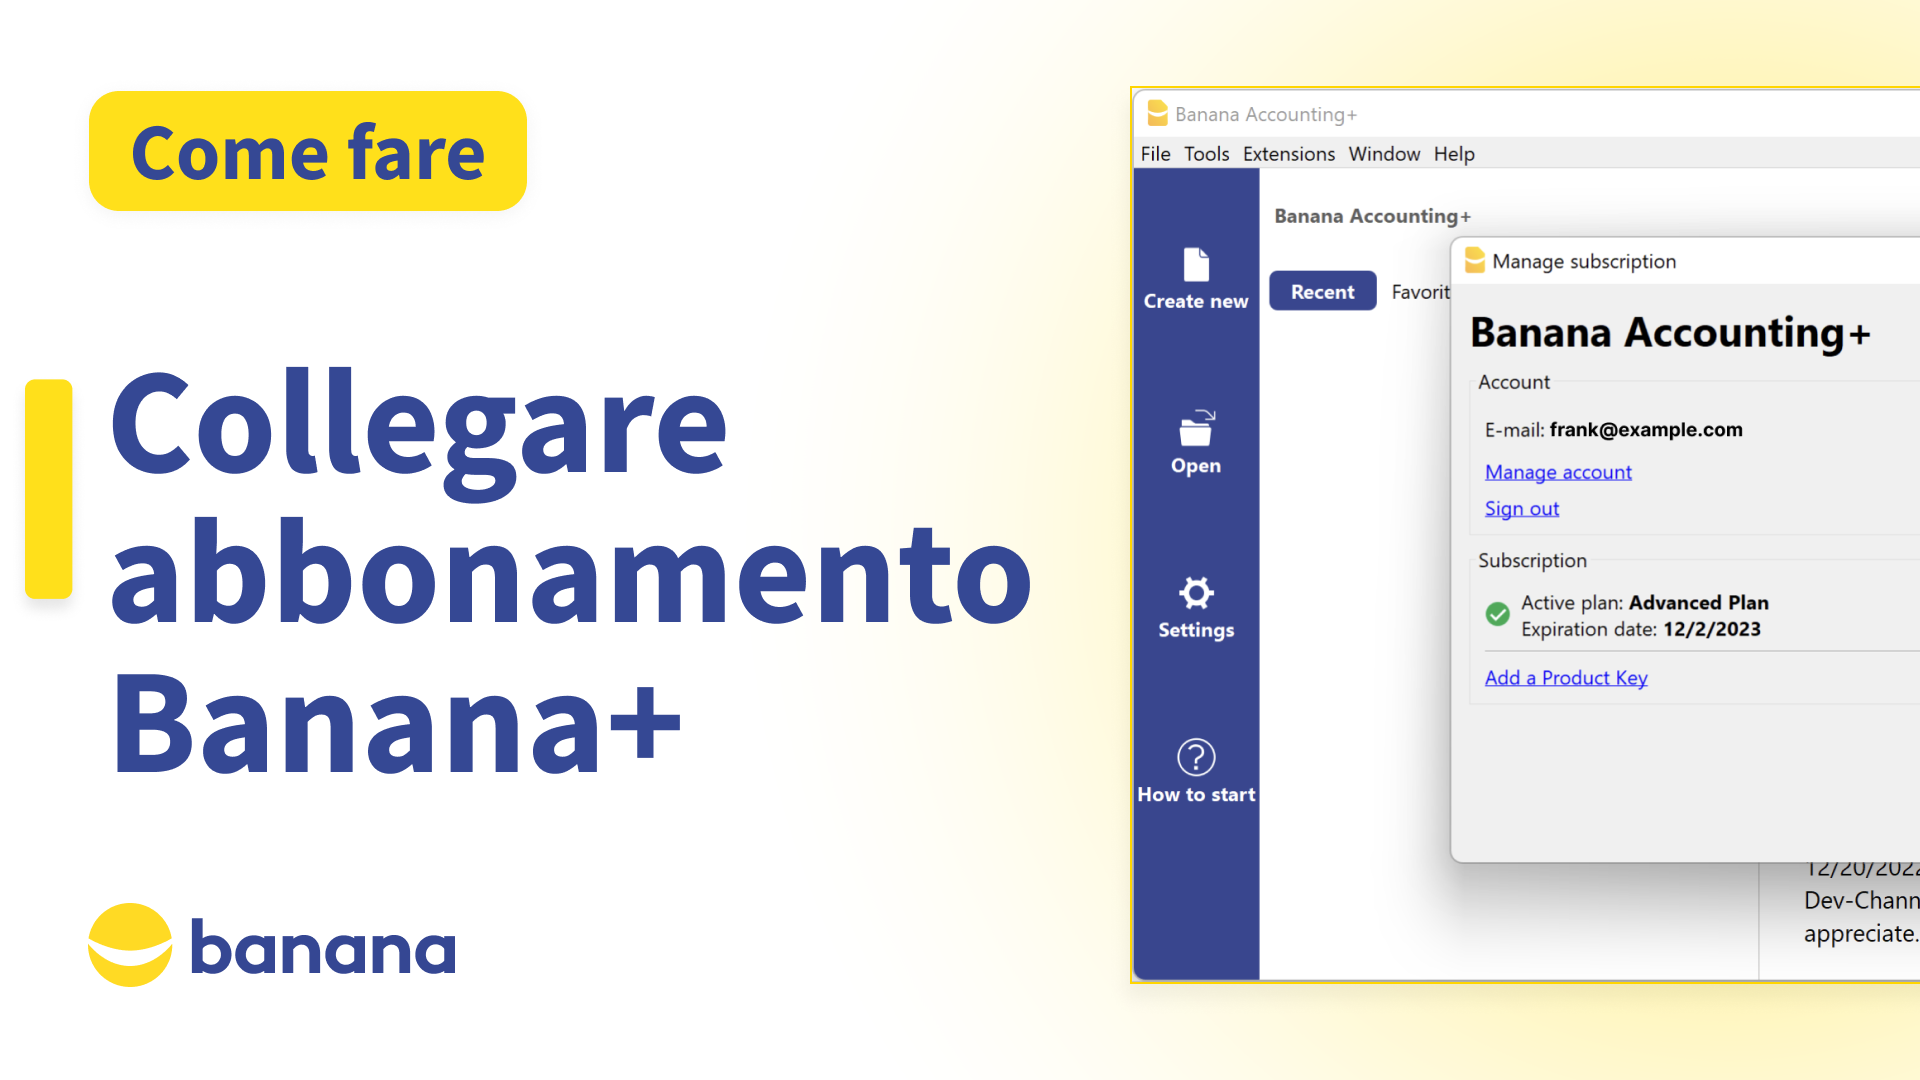 Come fare
Collegare
abbonamento
Banana+
banana
Banana Accounting+
File Tools Extensions Window Help
Banana Accounting+
Create new
Recent
Open
Settings
How to start
Manage subscription
Banana Accounting+
Account
E-mail: frank@example.com
Manage account
Sign out
Subscription
Active plan: Advanced Plan
Expiration date: 12/2/2023
Add a Product Key
appreciate.